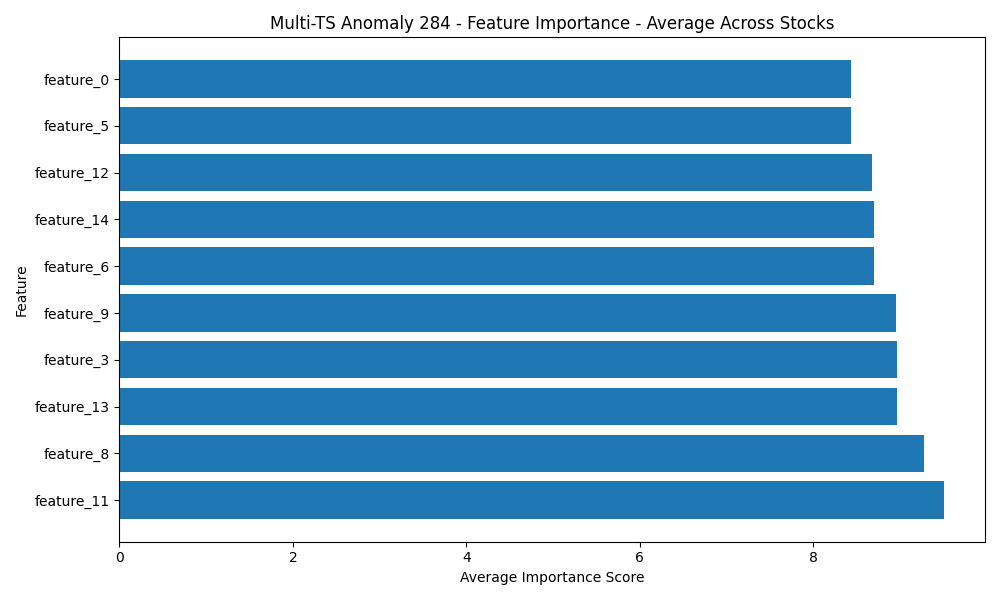 Multi-TS Anomaly 284 - Feature Importance - Average Across Stocks
feature_0
feature_5
feature_12
feature_14
feature_6
feature_9
feature_3
feature_13
feature_8
feature_11
Feature
0 2 4 6 8
Average Importance Score